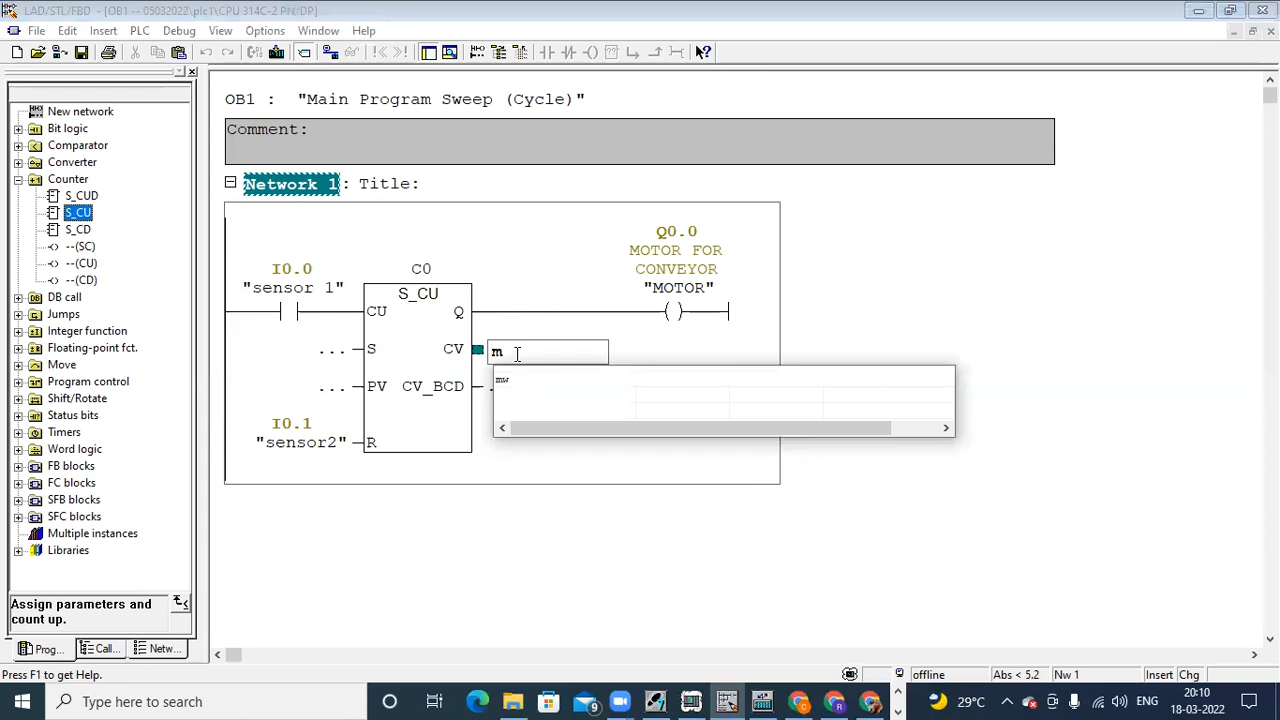 LAD/STL/FBD - [OB1 -- 05032022\plc1\CPU 314C-2 PN/DP]
File Edit Insert PLC Debug View Options Window Help
New network
Bit logic
Comparator
Converter
Counter
S_CUD
S_CU
S_CD
--(SC)
--(CU)
--(CD)
DB call
Jumps
Integer function
Floating-point fct.
Move
Program control
Shift/Rotate
Status bits
Timers
Word logic
FB blocks
FC blocks
SFB blocks
SFC blocks
Multiple instances
Libraries
Assign parameters and
count up.
Prog... Call... Netw...
OB1 : "Main Program Sweep (Cycle)"
Comment:
Network 1: Title:
Q0.0
MOTOR FOR
CONVEYOR
"MOTOR"
I0.0
"sensor 1"
C0
S_CU
CU Q
... S CV m
mw
... PV CV_BCD .
I0.1
"sensor2" R
Press F1 to get Help. offline Abs < 5.2 Nw 1 Insert Chg
Type here to search 9 29°C ENG
20:10
18-03-2022